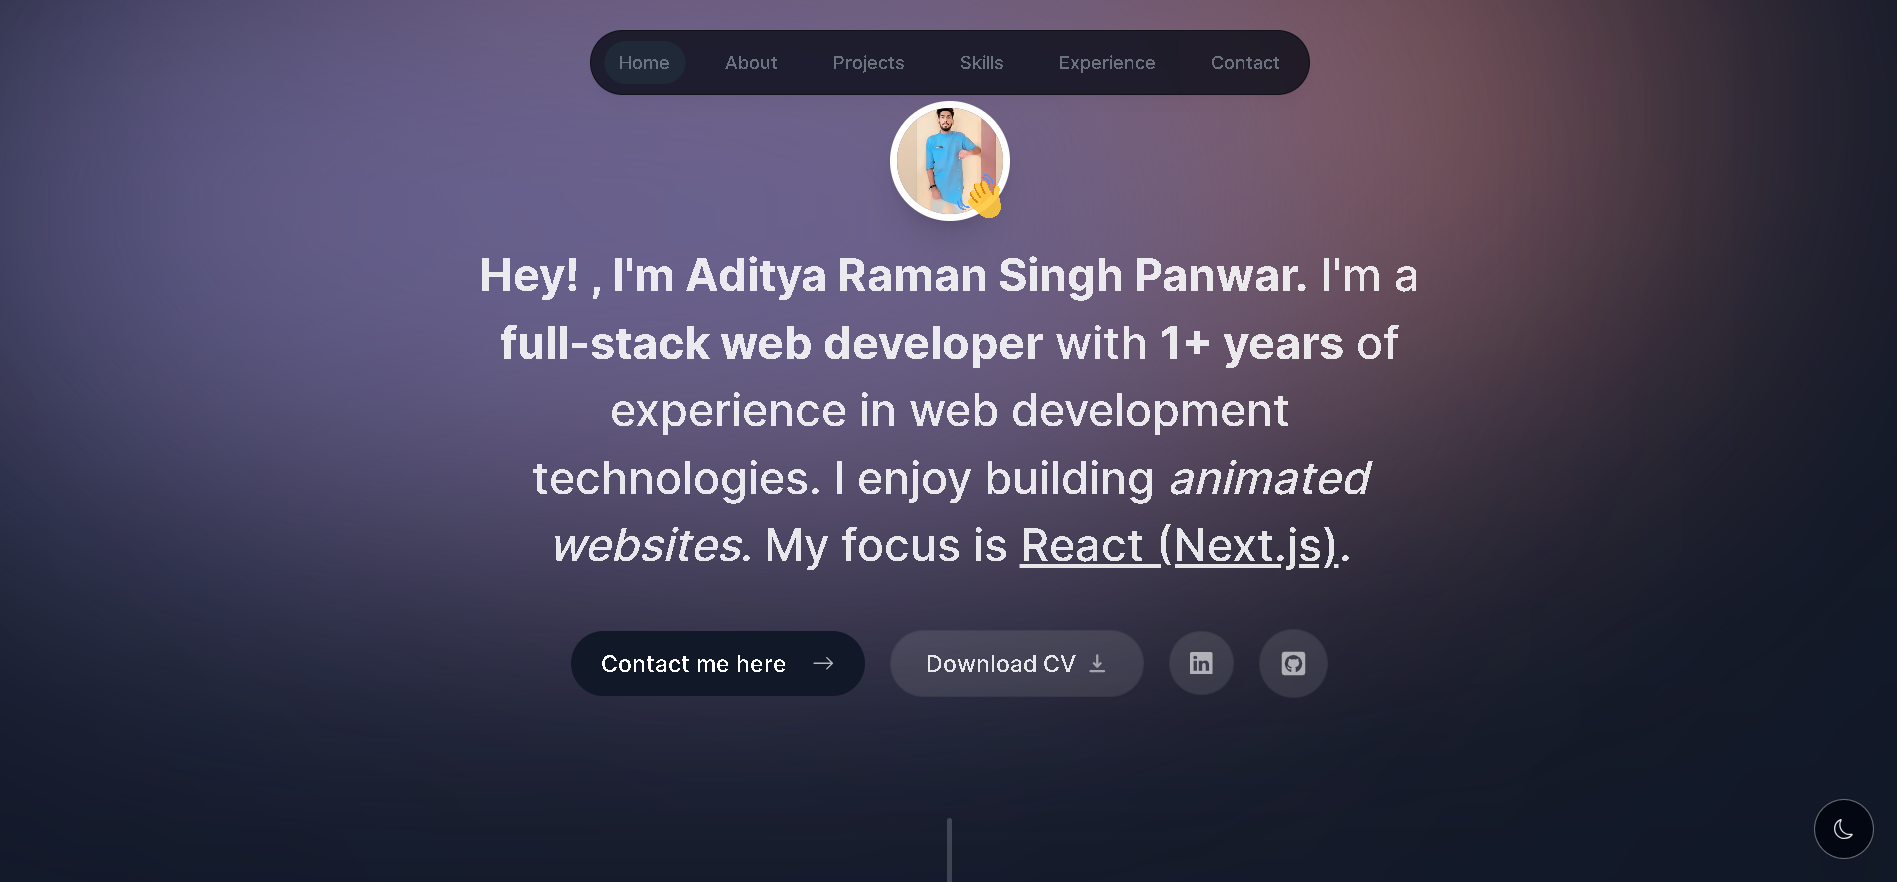 Home About Projects Skills Experience Contact
Hey! , I'm Aditya Raman Singh Panwar. I'm a
full-stack web developer with 1+ years of
experience in web development
technologies. I enjoy building animated
websites. My focus is React (Next.js).
Contact me here → Download CV in